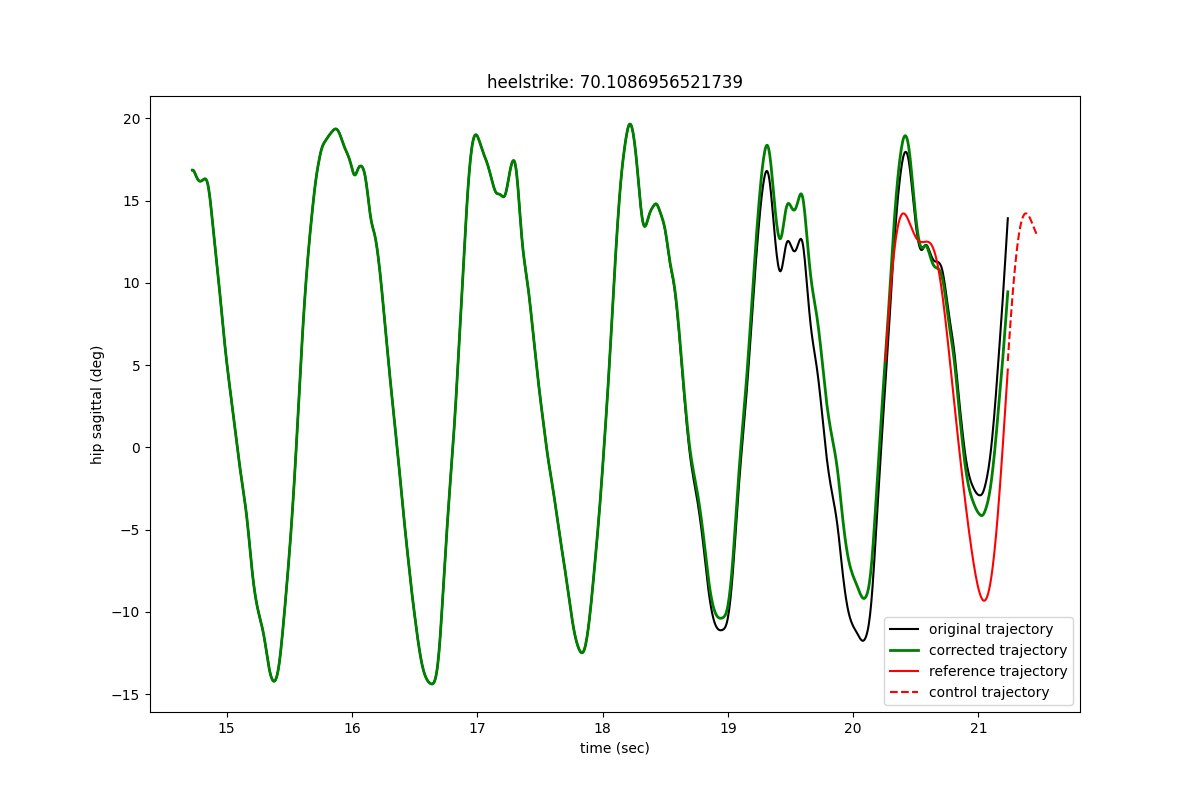 heelstrike: 70.1086956521739
20
15
10
5
0
−5
−10
−15
hip sagittal (deg)
15 16 17 18 19 20 21
time (sec)
original trajectory
corrected trajectory
reference trajectory
control trajectory